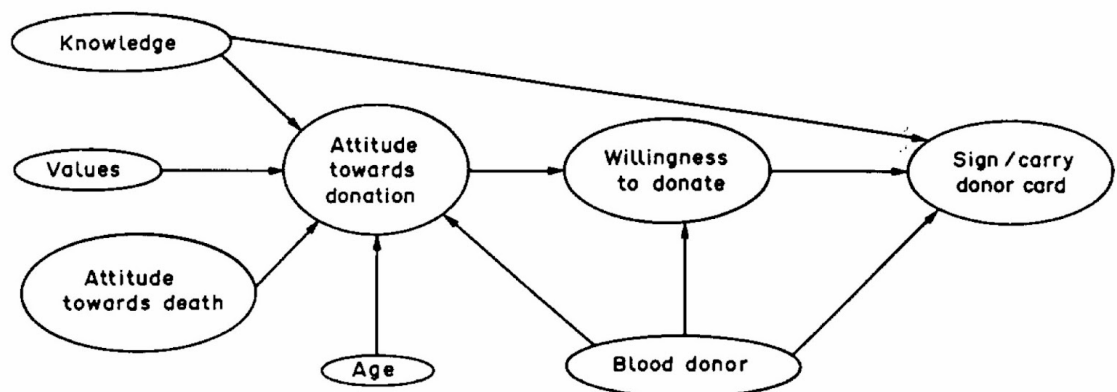 Knowledge
Values
Attitude
towards
donation
Willingness
to donate
Sign/carry
donor card
Attitude
towards death
Age
Blood donor